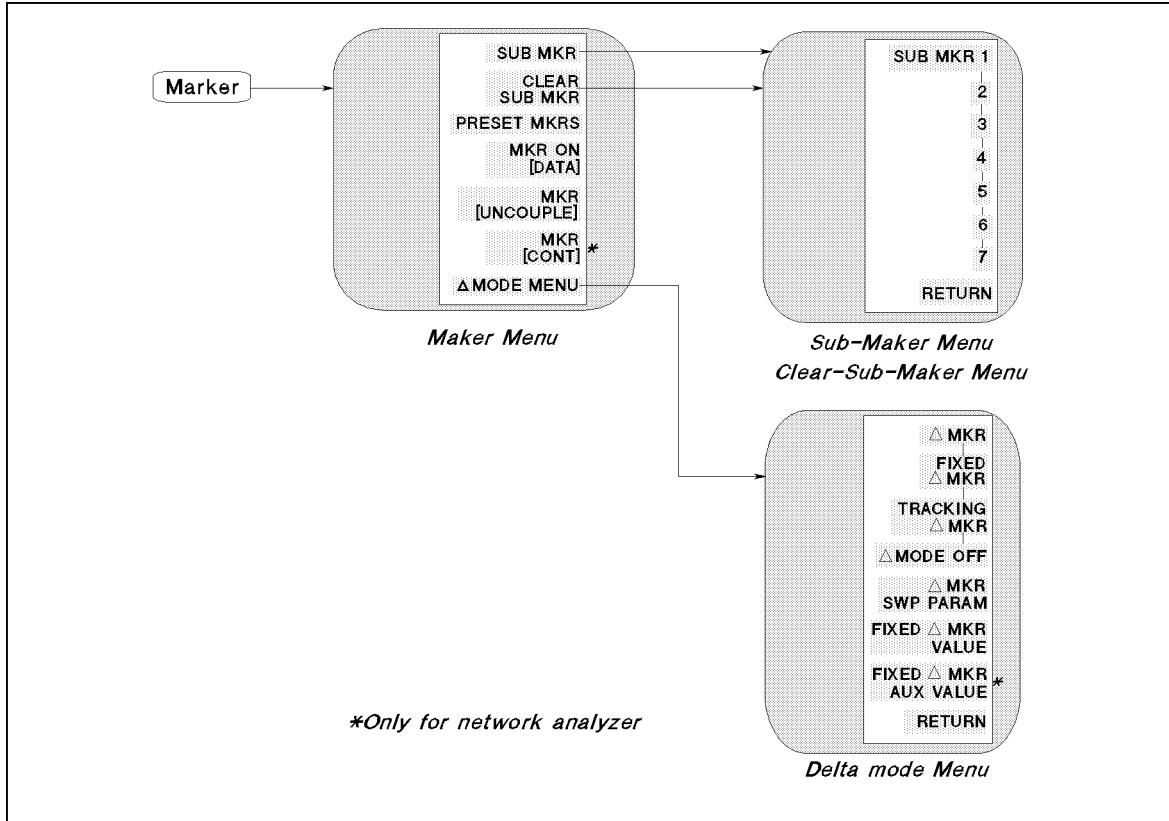 Marker
SUB MKR
CLEAR
SUB MKR
PRESET MKRS
MKR ON
[DATA]
MKR
[UNCOUPLE]
MKR
[CONT] *
ΔMODE MENU
Maker Menu
SUB MKR 1
2
3
4
5
6
7
RETURN
Sub-Maker Menu
Clear-Sub-Maker Menu
△ MKR
FIXED
△ MKR
TRACKING
△ MKR
△MODE OFF
△ MKR
SWP PARAM
FIXED △ MKR
VALUE
FIXED △ MKR
AUX VALUE *
RETURN
Delta mode Menu
*Only for network analyzer